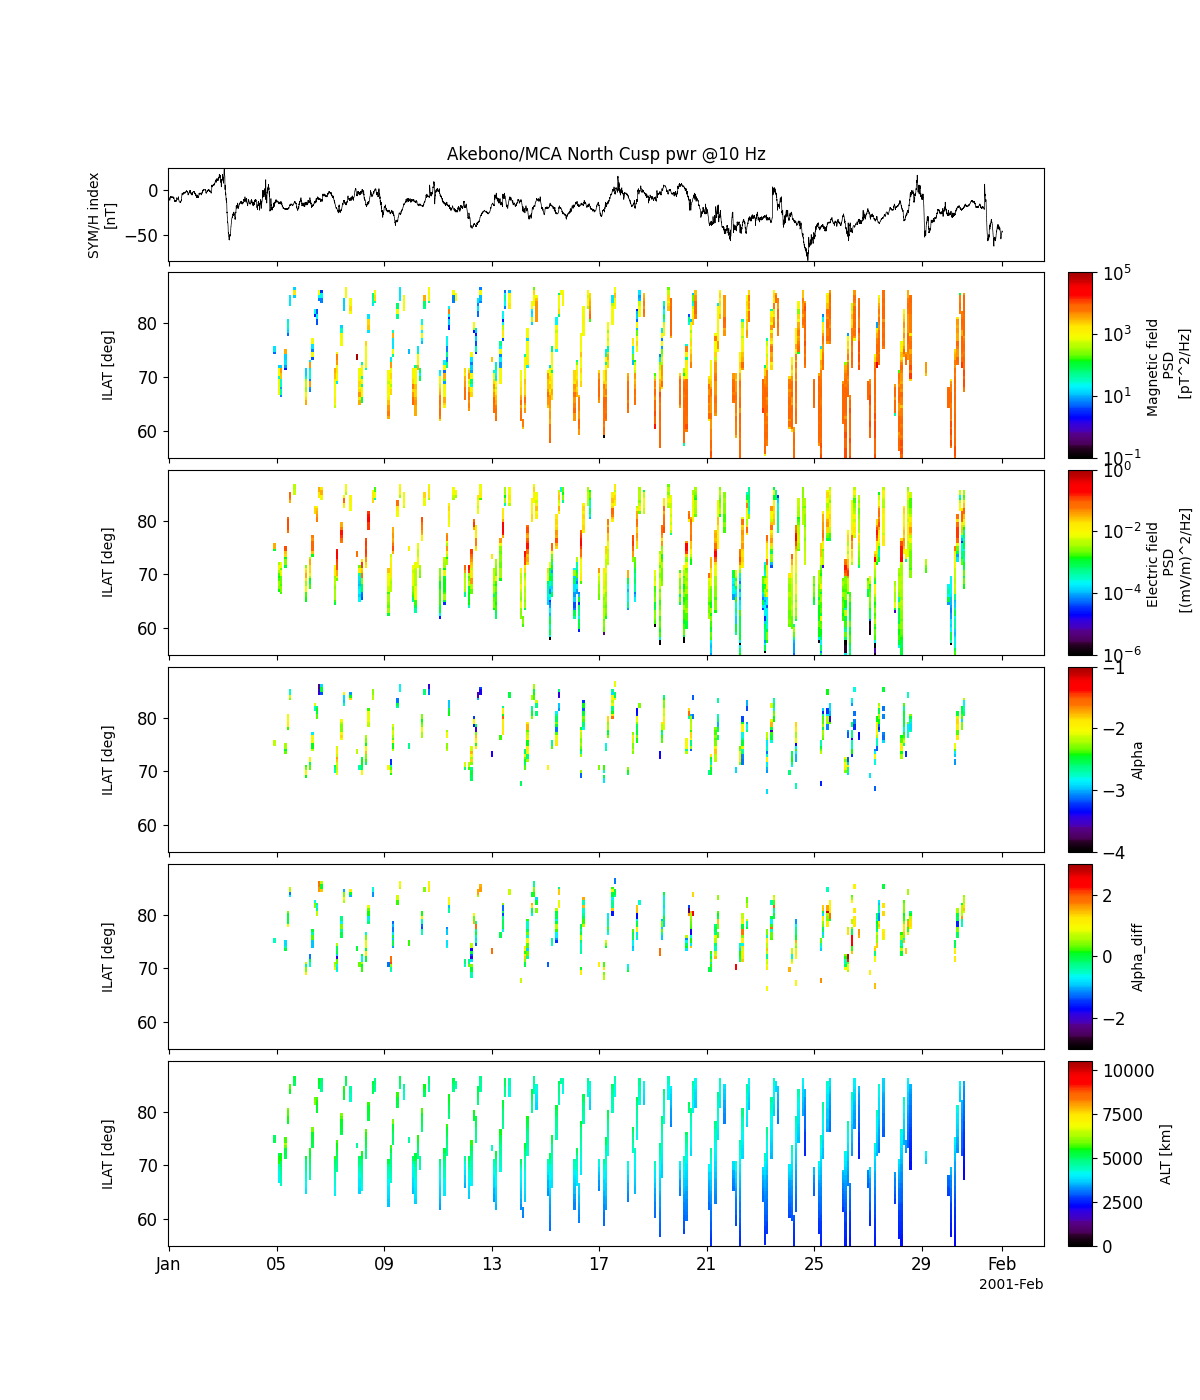 Akebono/MCA North Cusp pwr @10 Hz
SYM/H index
[nT]
0
−50
ILAT [deg]
80
70
60
10^5
10^3
10^1
10^−1
Magnetic field
PSD
[pT^2/Hz]
ILAT [deg]
80
70
60
10^0
10^−2
10^−4
10^−6
Electric field
PSD
[(mV/m)^2/Hz]
ILAT [deg]
80
70
60
−1
−2
−3
−4
Alpha
ILAT [deg]
80
70
60
2
0
−2
Alpha_diff
ILAT [deg]
80
70
60
10000
7500
5000
2500
0
ALT [km]
Jan 05 09 13 17 21 25 29 Feb
2001-Feb